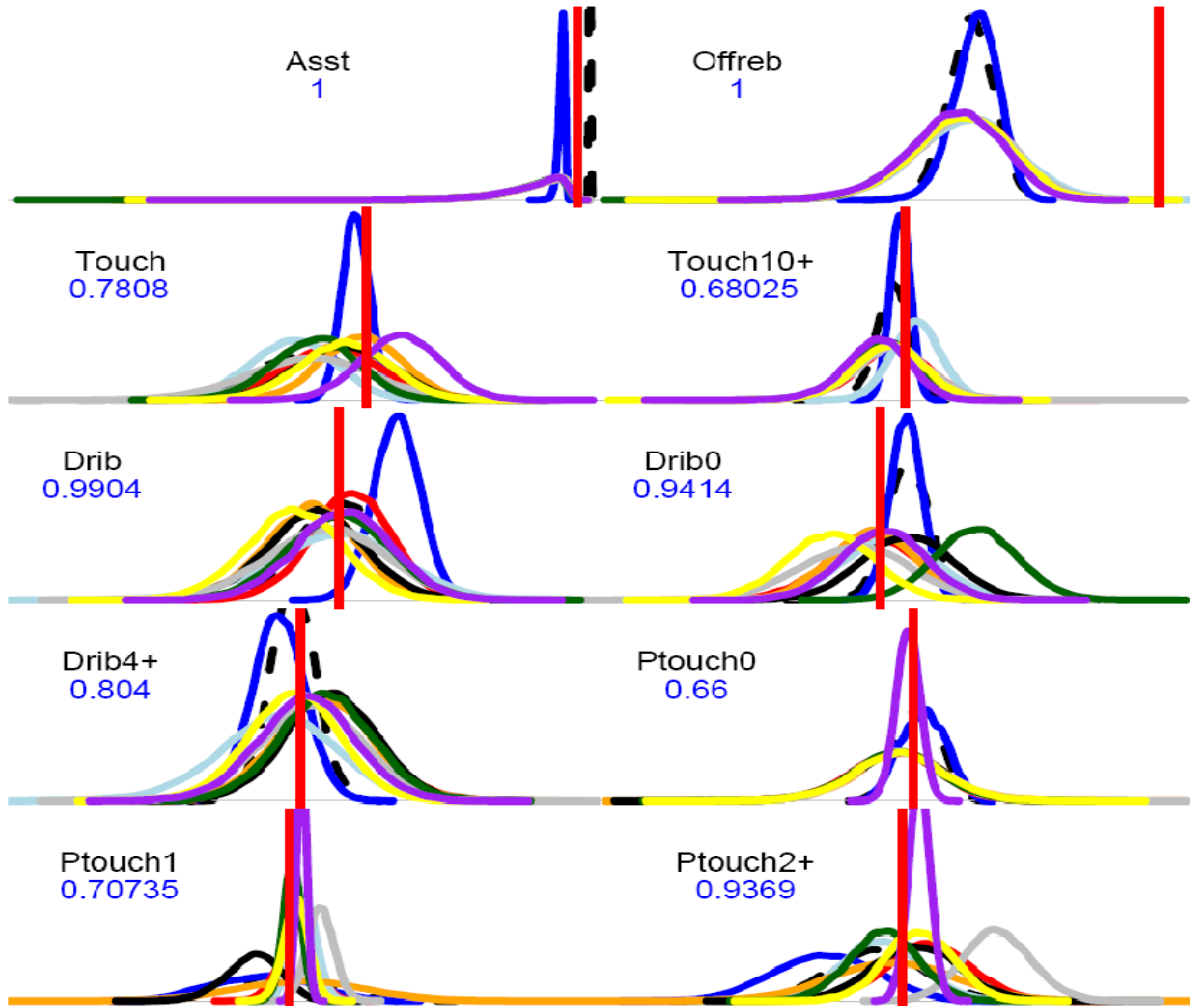 Asst
1
Offreb
1
Touch
0.7808
Touch10+
0.68025
Drib
0.9904
Drib0
0.9414
Drib4+
0.804
Ptouch0
0.66
Ptouch1
0.70735
Ptouch2+
0.9369